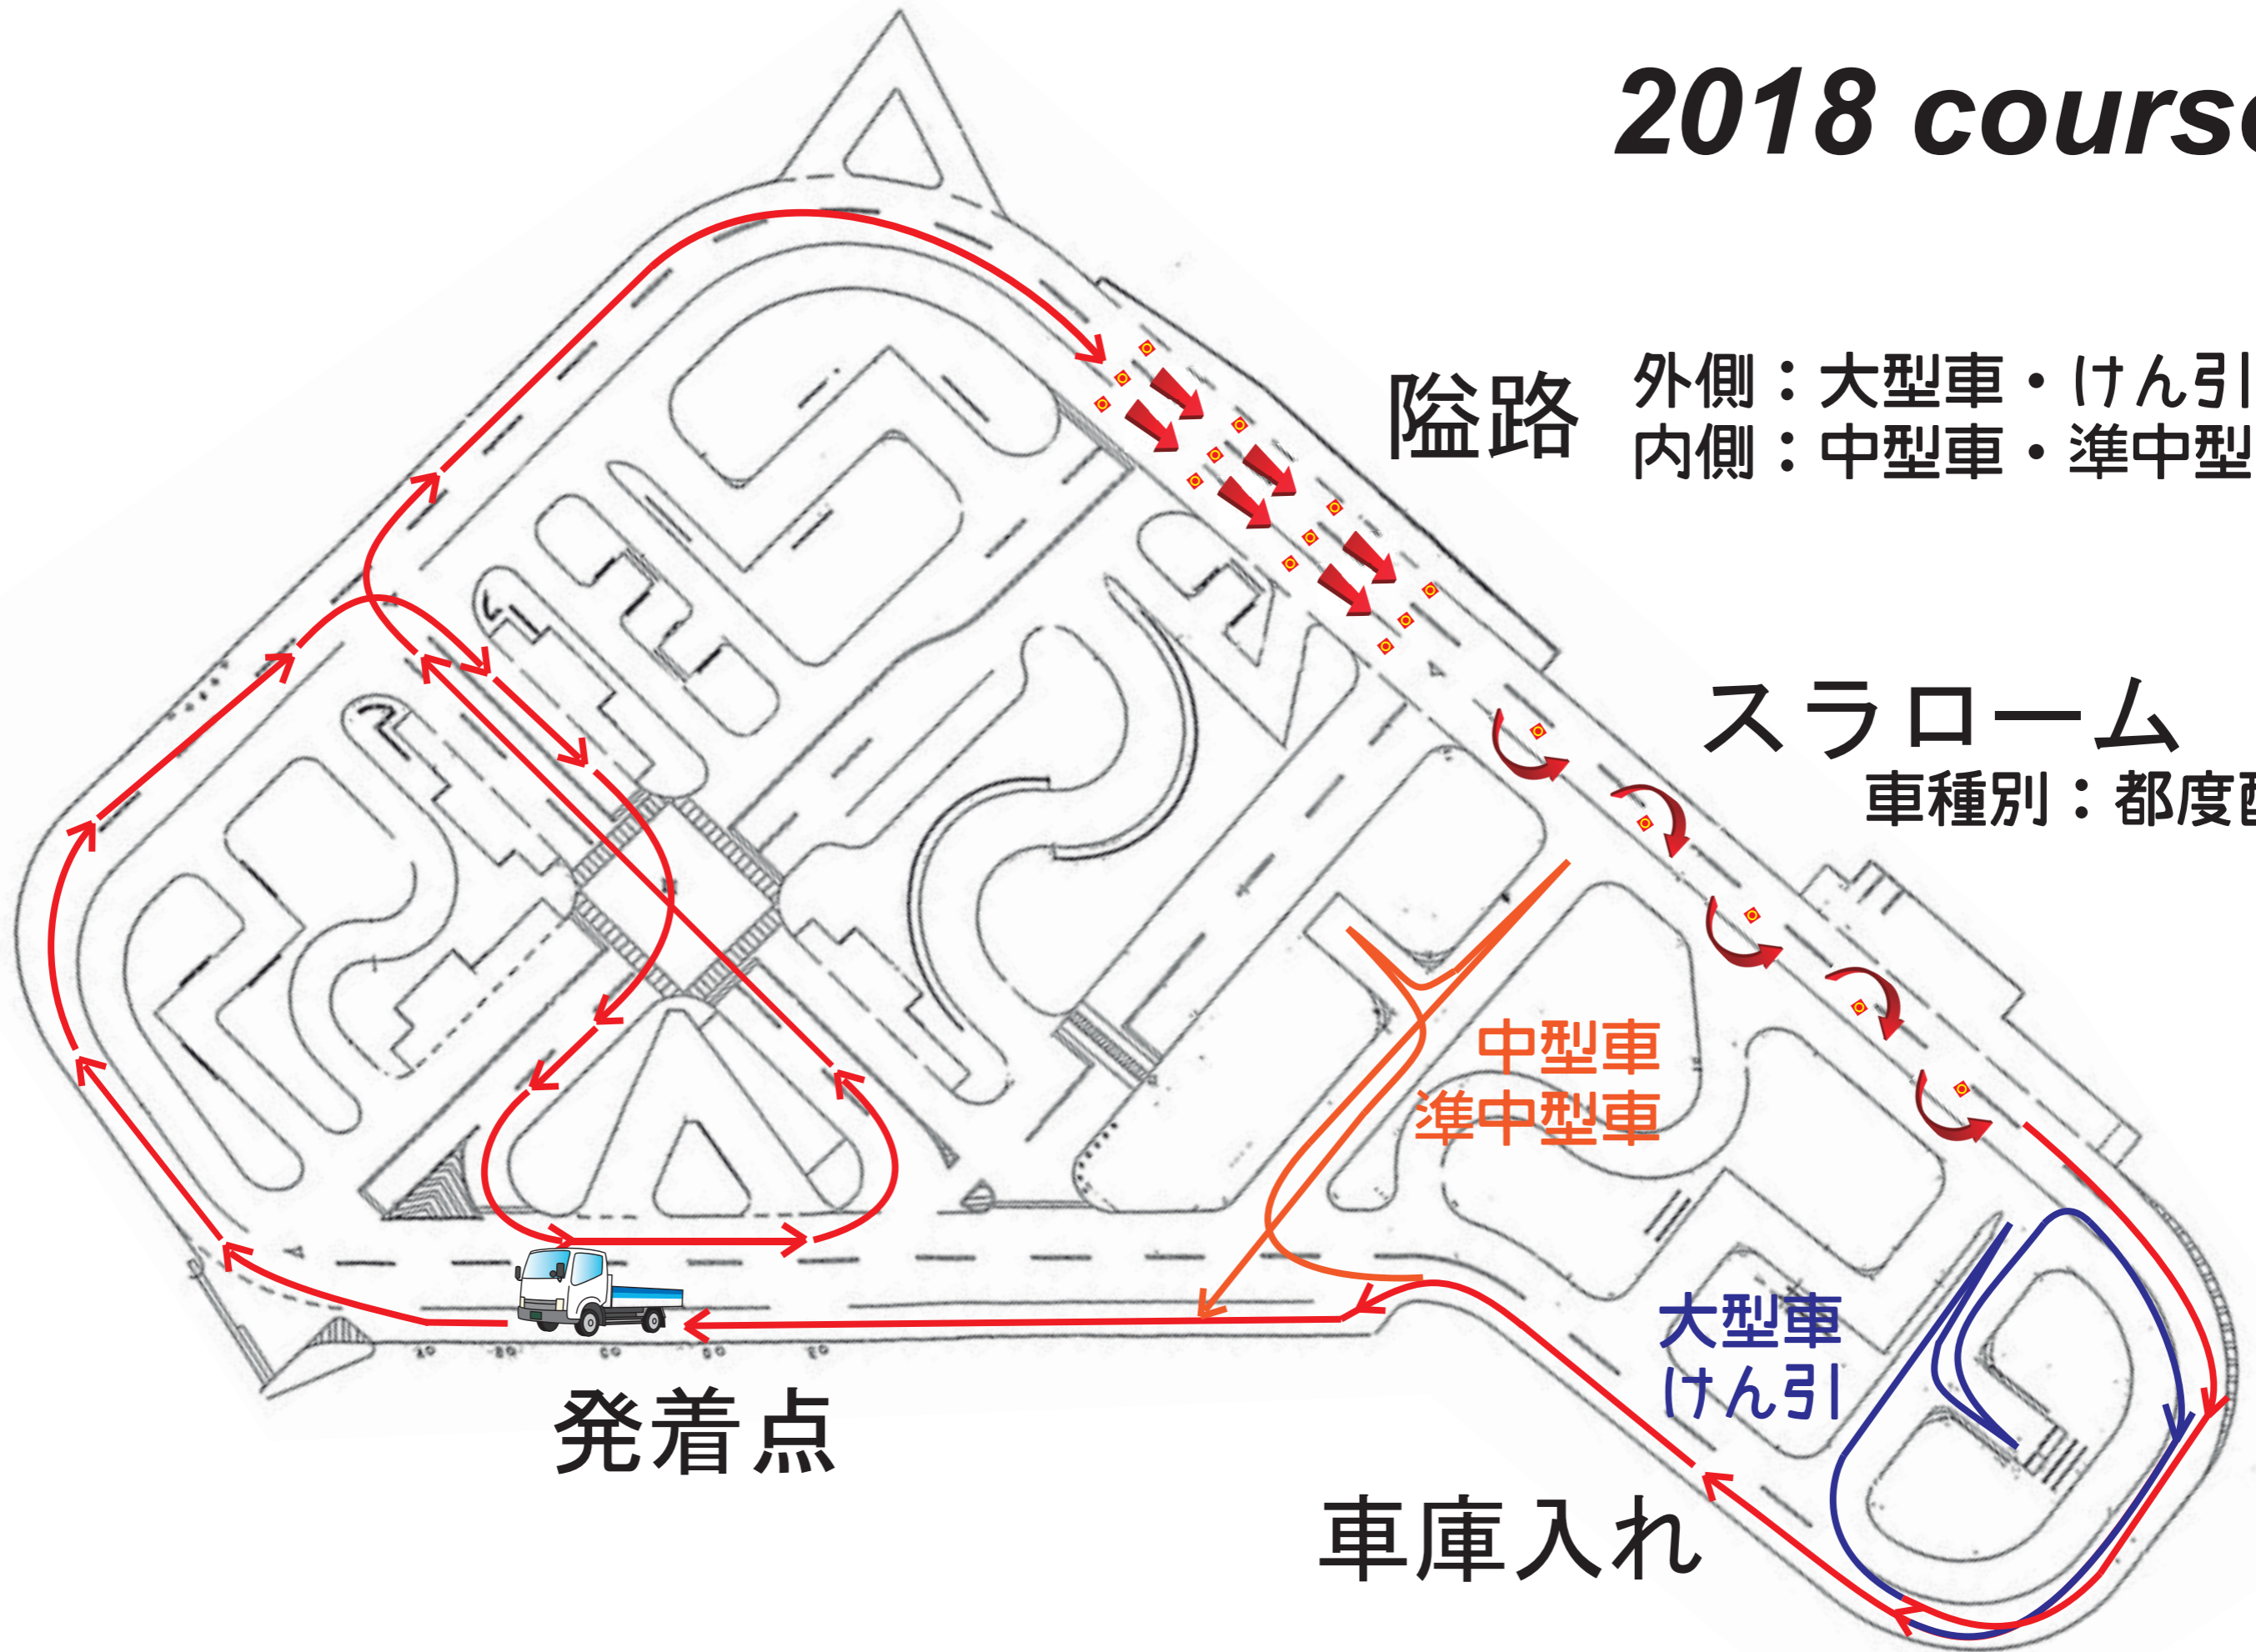 2018 course
隘路
外側：大型車・けん引
内側：中型車・準中型
スラローム
車種別：都度
中型車
準中型車
大型車
けん引
発着点
車庫入れ